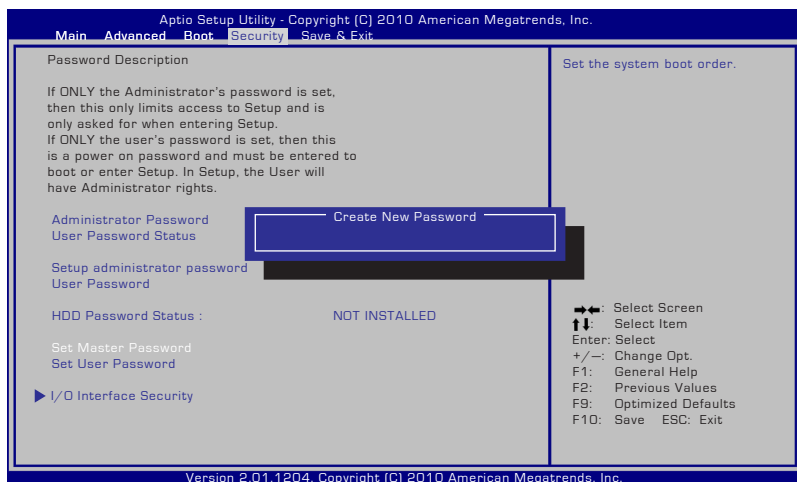 Aptio Setup Utility - Copyright (C) 2010 American Megatrends, Inc.
Main Advanced Boot Security Save & Exit
Password Description
If ONLY the Administrator's password is set,
then this only limits access to Setup and is
only asked for when entering Setup.
If ONLY the user's password is set, then this
is a power on password and must be entered to
boot or enter Setup. In Setup, the User will
have Administrator rights.
Administrator Password
User Password Status
Create New Password
Setup administrator password
User Password
HDD Password Status : NOT INSTALLED
Set Master Password
Set User Password
I/O Interface Security
Set the system boot order.
→←: Select Screen
↑↓: Select Item
Enter: Select
+/—: Change Opt.
F1: General Help
F2: Previous Values
F9: Optimized Defaults
F10: Save ESC: Exit
Version 2.01.1204. Copyright (C) 2010 American Megatrends, Inc.